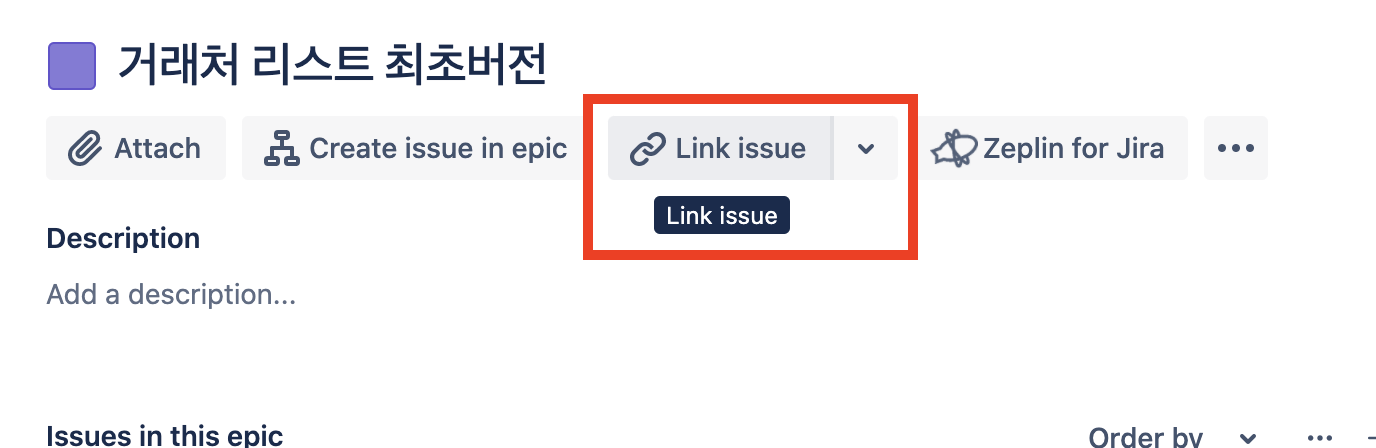 거래처 리스트 최초버전
Attach Create issue in epic Link issue Zeplin for Jira
Link issue
Description
Add a description...
Issues in this epic Order by